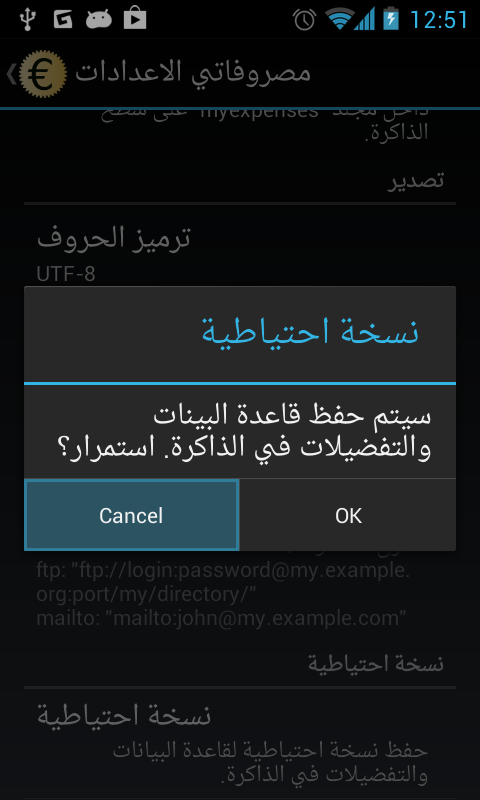 12:51
مصروفاتي الاعدادات
داخل مجلد "myexpenses" على سطح
الذاكرة.
تصدير
ترميز الحروف
UTF-8
نسخة احتياطية
سيتم حفظ قاعدة البينات
والتفضيلات في الذاكرة. استمرار؟
Cancel
OK
ftp: "ftp://login:password@my.example.
org:port/my/directory/"
mailto: "mailto:john@my.example.com"
نسخة احتياطية
نسخة احتياطية
حفظ نسخة احتياطية لقاعدة البيانات
والتفضيلات في الذاكرة.